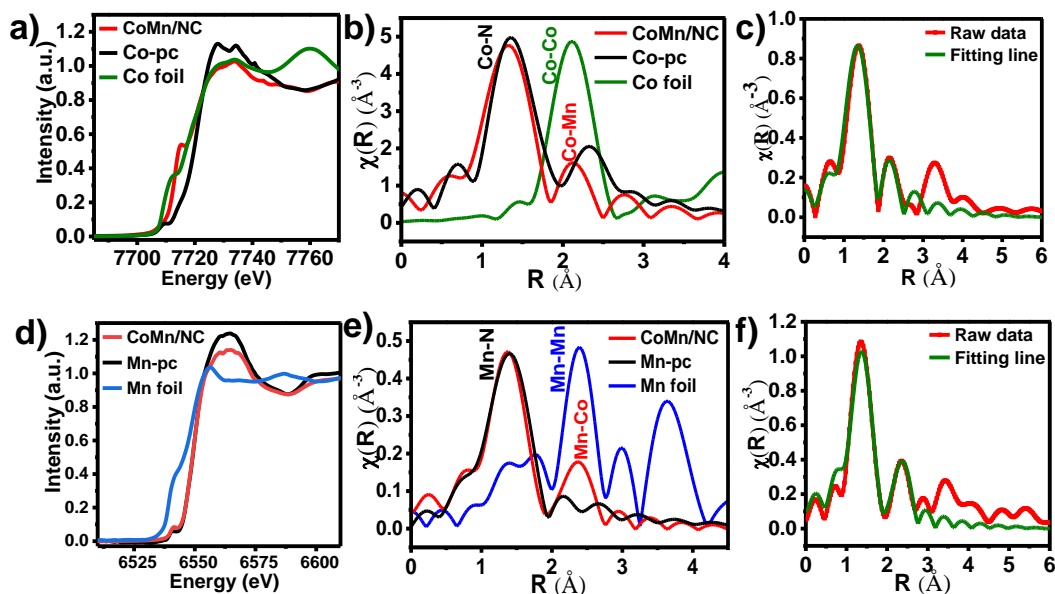 a)
CoMn/NC
Co-pc
Co foil
Intensity (a.u.)
1.2
1.0
0.8
0.6
0.4
0.2
0.0
7700 7720 7740 7760
Energy (eV)
b)
Co-N
Co-Co
Co-Mn
CoMn/NC
Co-pc
Co foil
χ(R) (Å⁻³)
5
4
3
2
1
0
0 1 2 3 4
R (Å)
c)
Raw data
Fitting line
χ(R) (Å⁻³)
1.0
0.8
0.6
0.4
0.2
0.0
0 1 2 3 4 5 6
R (Å)
d)
CoMn/NC
Mn-pc
Mn foil
Intensity (a.u.)
1.2
1.0
0.8
0.6
0.4
0.2
0.0
6525 6550 6575 6600
Energy (eV)
e)
Mn-N
Mn-Mn
Mn-Co
CoMn/NC
Mn-pc
Mn foil
χ(R) (Å⁻³)
0.5
0.4
0.3
0.2
0.1
0.0
0 1 2 3 4
R (Å)
f)
Raw data
Fitting line
χ(R) (Å⁻³)
1.2
1.0
0.8
0.6
0.4
0.2
0.0
0 1 2 3 4 5 6
R (Å)